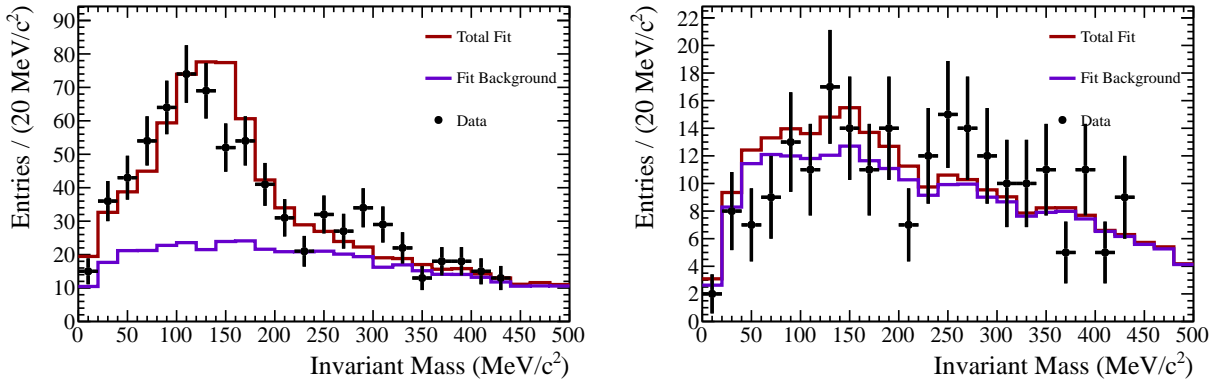 Entries / (20 MeV/c²)
90
80
70
60
50
40
30
20
10
0
Total Fit
Fit Background
Data
0 50 100 150 200 250 300 350 400 450 500
Invariant Mass (MeV/c²)
Entries / (20 MeV/c²)
22
20
18
16
14
12
10
8
6
4
2
0
Total Fit
Fit Background
Data
0 50 100 150 200 250 300 350 400 450 500
Invariant Mass (MeV/c²)